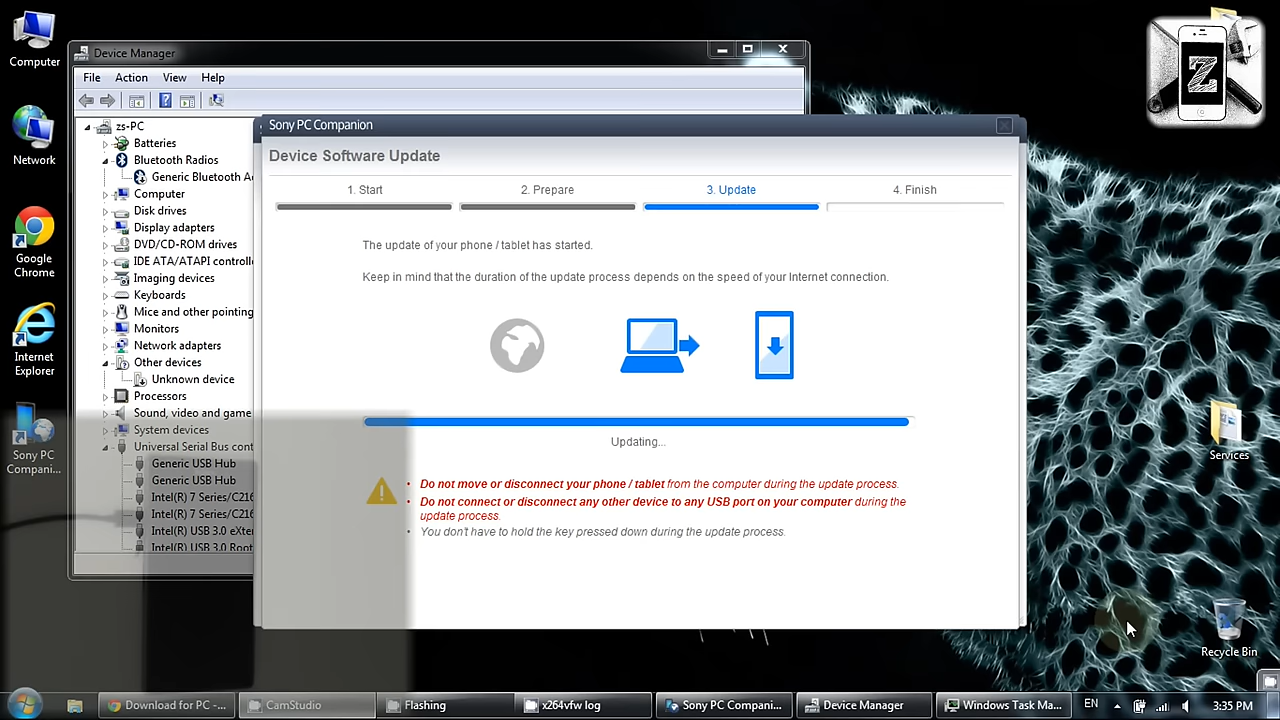 Computer
Network
Google
Chrome
Internet
Explorer
Sony PC
Compani...
Device Manager
File Action View Help
zs-PC
Batteries
Bluetooth Radios
Generic Bluetooth A
Computer
Disk drives
Display adapters
DVD/CD-ROM drives
IDE ATA/ATAPI controlle
Imaging devices
Keyboards
Mice and other pointing
Monitors
Network adapters
Other devices
Unknown device
Processors
Sound, video and game
System devices
Universal Serial Bus cont
Generic USB Hub
Generic USB Hub
Intel(R) 7 Series/C216
Intel(R) 7 Series/C216
Intel(R) USB 3.0 eXter
Intel(R) USB 3.0 Root
Sony PC Companion
Device Software Update
1. Start 2. Prepare 3. Update 4. Finish
The update of your phone / tablet has started.
Keep in mind that the duration of the update process depends on the speed of your Internet connection.
Updating...
• Do not move or disconnect your phone / tablet from the computer during the update process.
• Do not connect or disconnect any other device to any USB port on your computer during the
update process.
• You don't have to hold the key pressed down during the update process.
Z
Services
Recycle Bin
Download for PC -... CamStudio Flashing x264vfw log Sony PC Compani... Device Manager Windows Task Ma... EN 3:35 PM